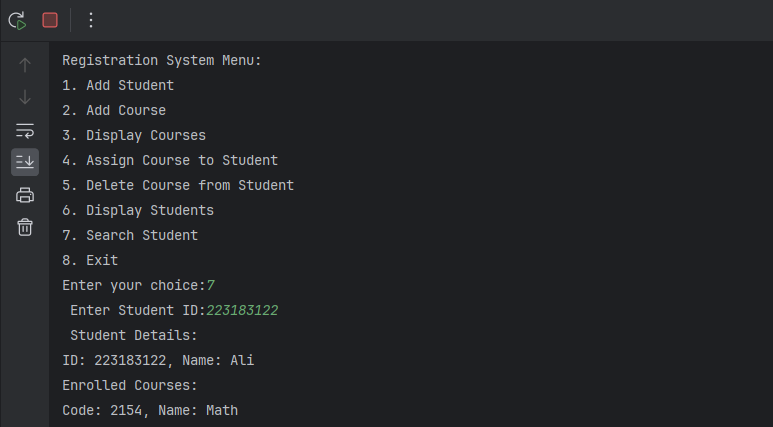 Registration System Menu:
1. Add Student
2. Add Course
3. Display Courses
4. Assign Course to Student
5. Delete Course from Student
6. Display Students
7. Search Student
8. Exit
Enter your choice:7
 Enter Student ID:223183122
 Student Details:
ID: 223183122, Name: Ali
Enrolled Courses:
Code: 2154, Name: Math